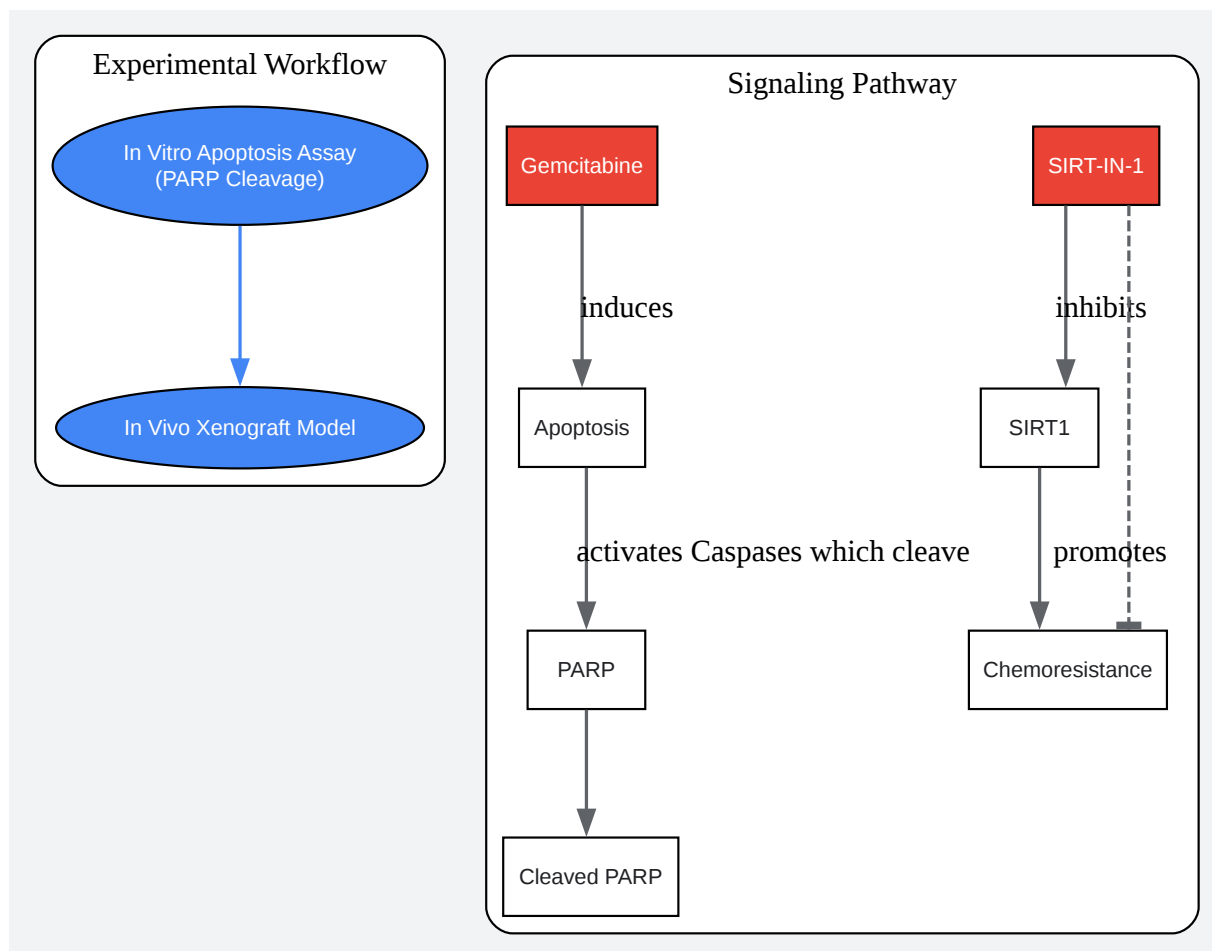 Experimental Workflow
In Vitro Apoptosis Assay
(PARP Cleavage)
In Vivo Xenograft Model
Signaling Pathway
Gemcitabine
SIRT-IN-1
induces
inhibits
Apoptosis
SIRT1
activates Caspases which cleave
promotes
PARP
Chemoresistance
Cleaved PARP